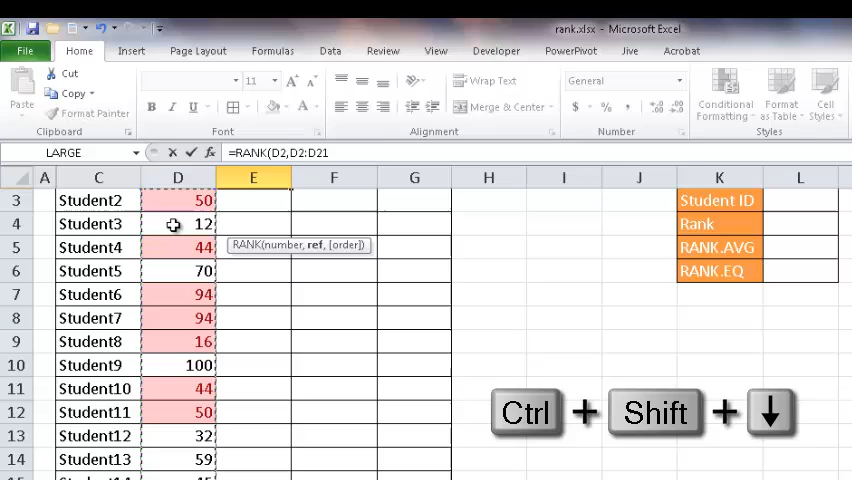 rank.xlsx - Microsoft Excel
File Home Insert Page Layout Formulas Data Review View Developer PowerPivot Jive Acrobat
Paste
Cut
Copy
Format Painter
Clipboard
11
B I U
Font
Wrap Text
Merge & Center
Alignment
General
$ % ,
Number
Conditional Formatting
Format as Table
Cell Styles
Styles
LARGE fx =RANK(D2,D2:D21
A C D E F G H I J K L
3 Student2 50 Student ID
4 Student3 12 Rank
5 Student4 44 RANK.AVG
RANK(number, ref, [order])
6 Student5 70 RANK.EQ
7 Student6 94
8 Student7 94
9 Student8 16
10 Student9 100
11 Student10 44
12 Student11 50
13 Student12 32
14 Student13 59
Ctrl + Shift + ↓